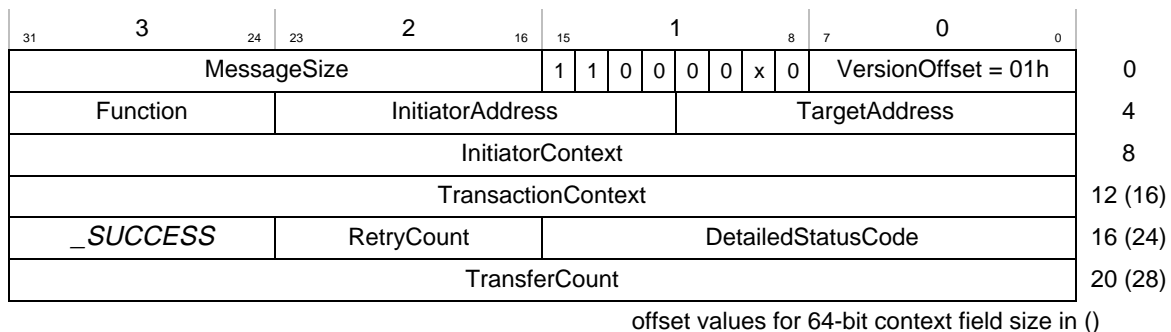 3 2 1 0
31 24 23 16 15 8 7 0
MessageSize 1 1 0 0 0 0 x 0 VersionOffset = 01h 0
Function InitiatorAddress TargetAddress 4
InitiatorContext 8
TransactionContext 12 (16)
_SUCCESS RetryCount DetailedStatusCode 16 (24)
TransferCount 20 (28)
offset values for 64-bit context field size in ()